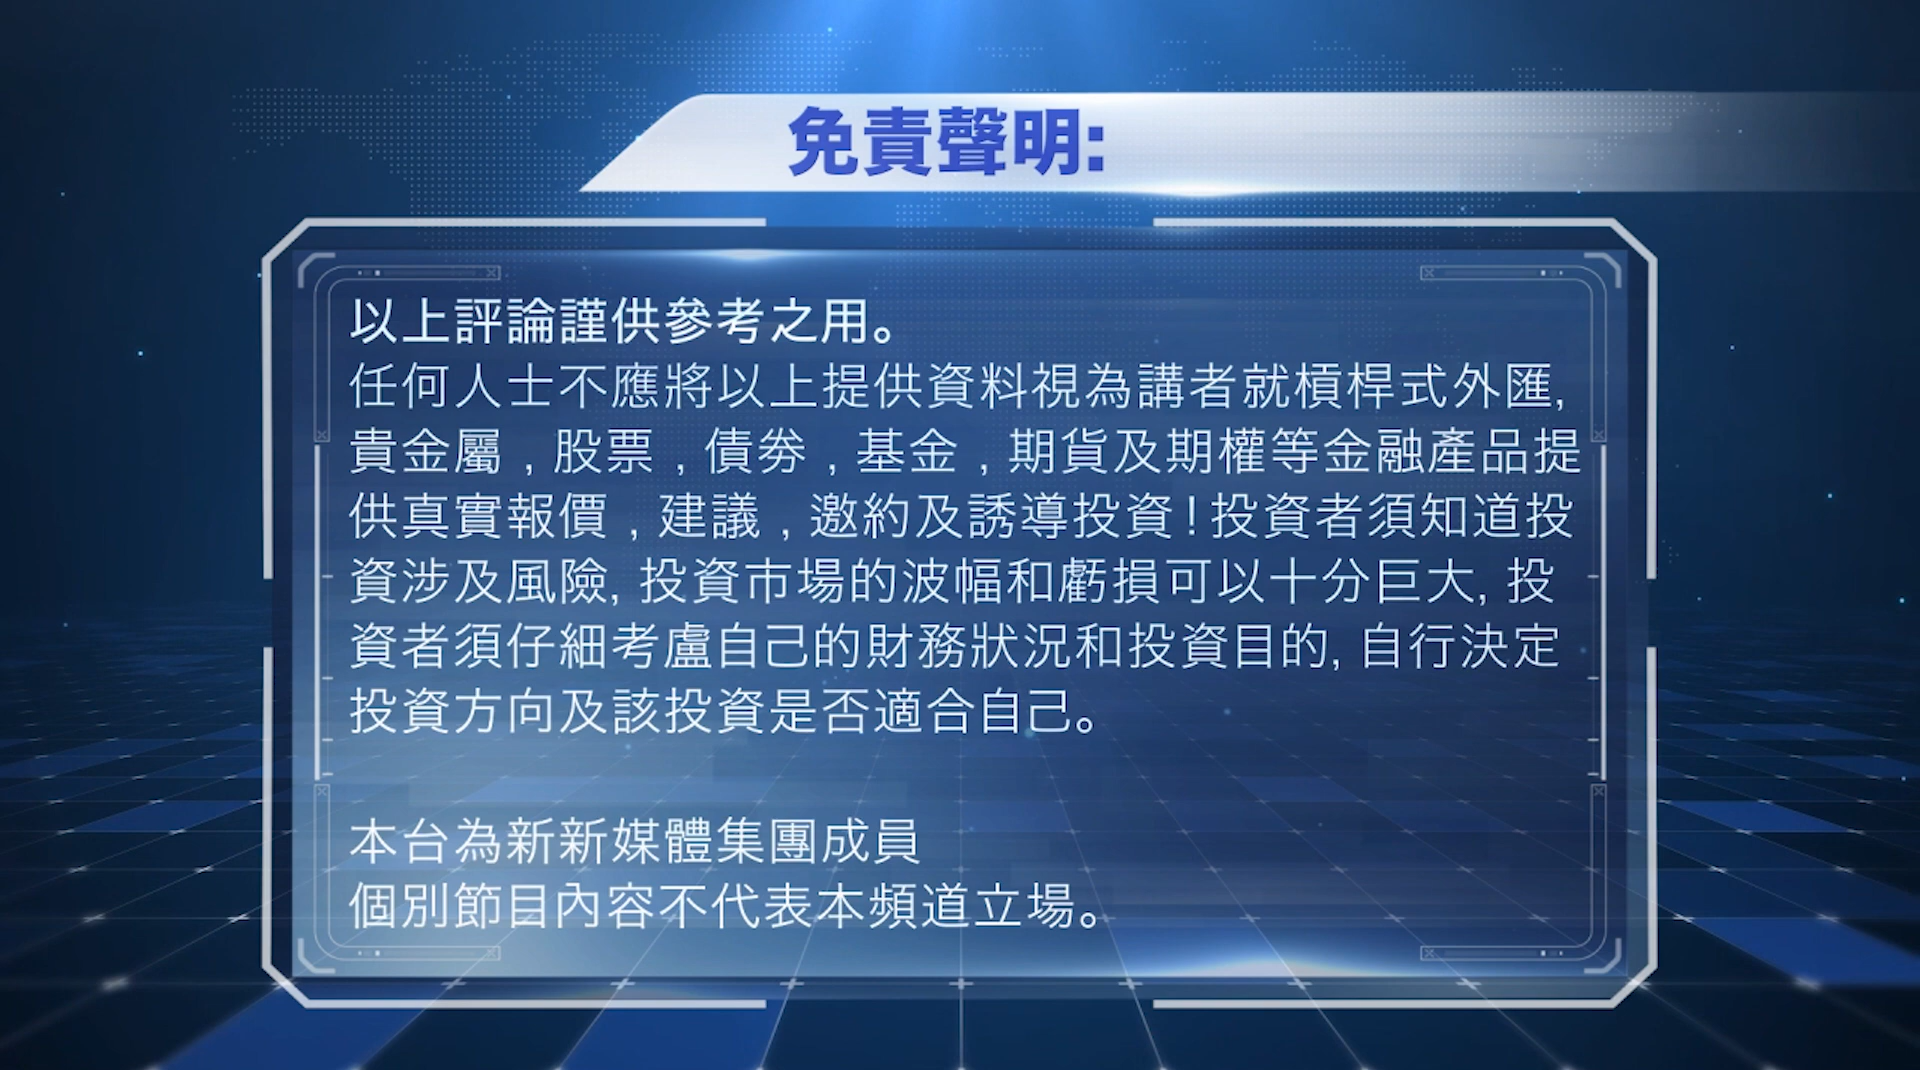 免責聲明:
以上評論謹供參考之用。
任何人士不應將以上提供資料視為講者就槓桿式外匯,
貴金屬，股票，債劵，基金，期貨及期權等金融產品提
供真實報價，建議，邀約及誘導投資!投資者須知道投
資涉及風險, 投資市場的波幅和虧損可以十分巨大, 投
資者須仔細考盧自己的財務狀況和投資目的, 自行決定
投資方向及該投資是否適合自己。
本台為新新媒體集團成員
個別節目內容不代表本頻道立場。